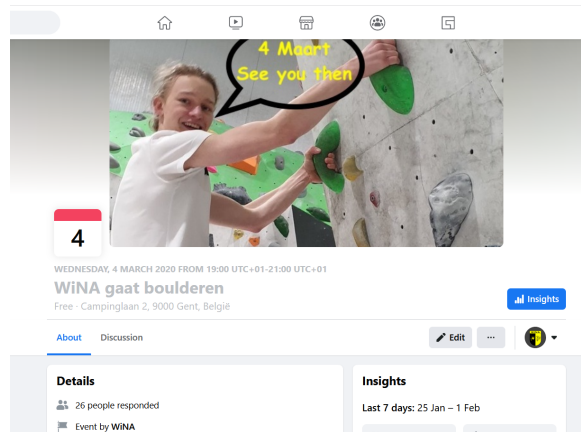 4 Maart
See you then
4
WEDNESDAY, 4 MARCH 2020 FROM 19:00 UTC+01-21:00 UTC+01
WiNA gaat boulderen
Free · Campinglaan 2, 9000 Gent, België
Insights
About
Discussion
Edit
Details
Insights
26 people responded
Last 7 days: 25 Jan – 1 Feb
Event by WiNA